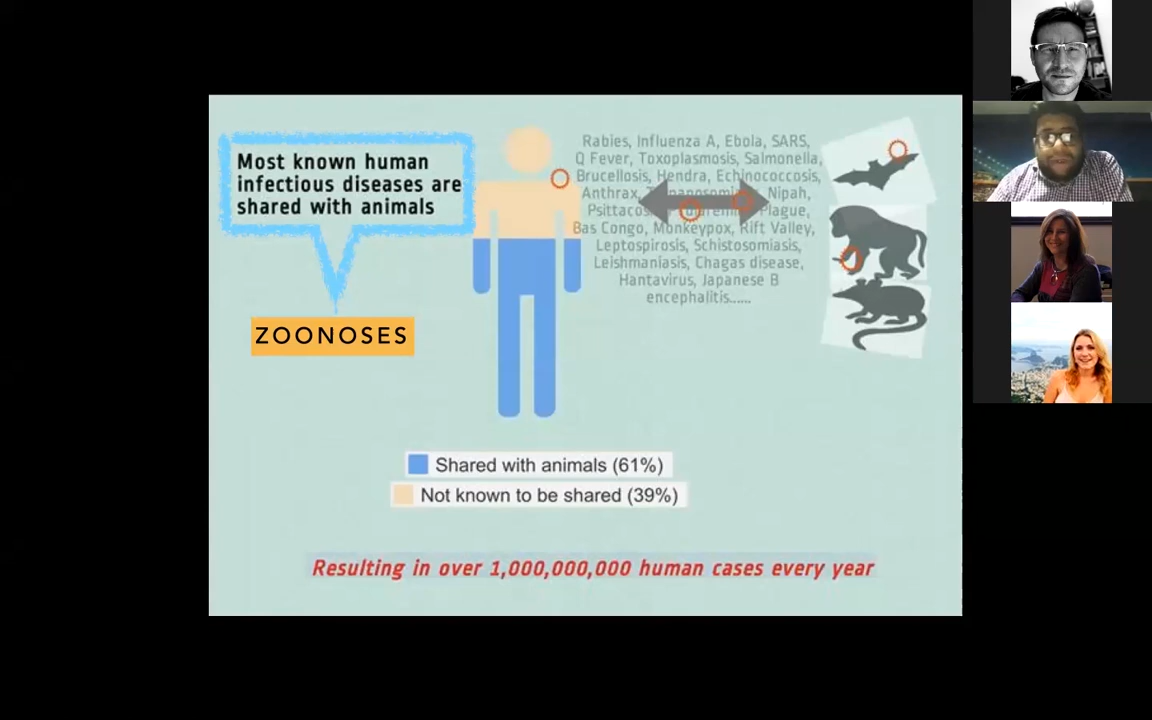 Most known human
infectious diseases are
shared with animals
ZOONOSES
Rabies, Influenza A, Ebola, SARS,
Q Fever, Toxoplasmosis, Salmonella,
Brucellosis, Hendra, Echinococcosis,
Anthrax, Nipah,
Plague,
Bas Congo, Monkeypox, Rift Valley,
Leptospirosis, Schistosomiasis,
Leishmaniasis, Chagas disease,
Hantavirus, Japanese B
encephalitis......
Shared with animals (61%)
Not known to be shared (39%)
Resulting in over 1,000,000,000 human cases every year